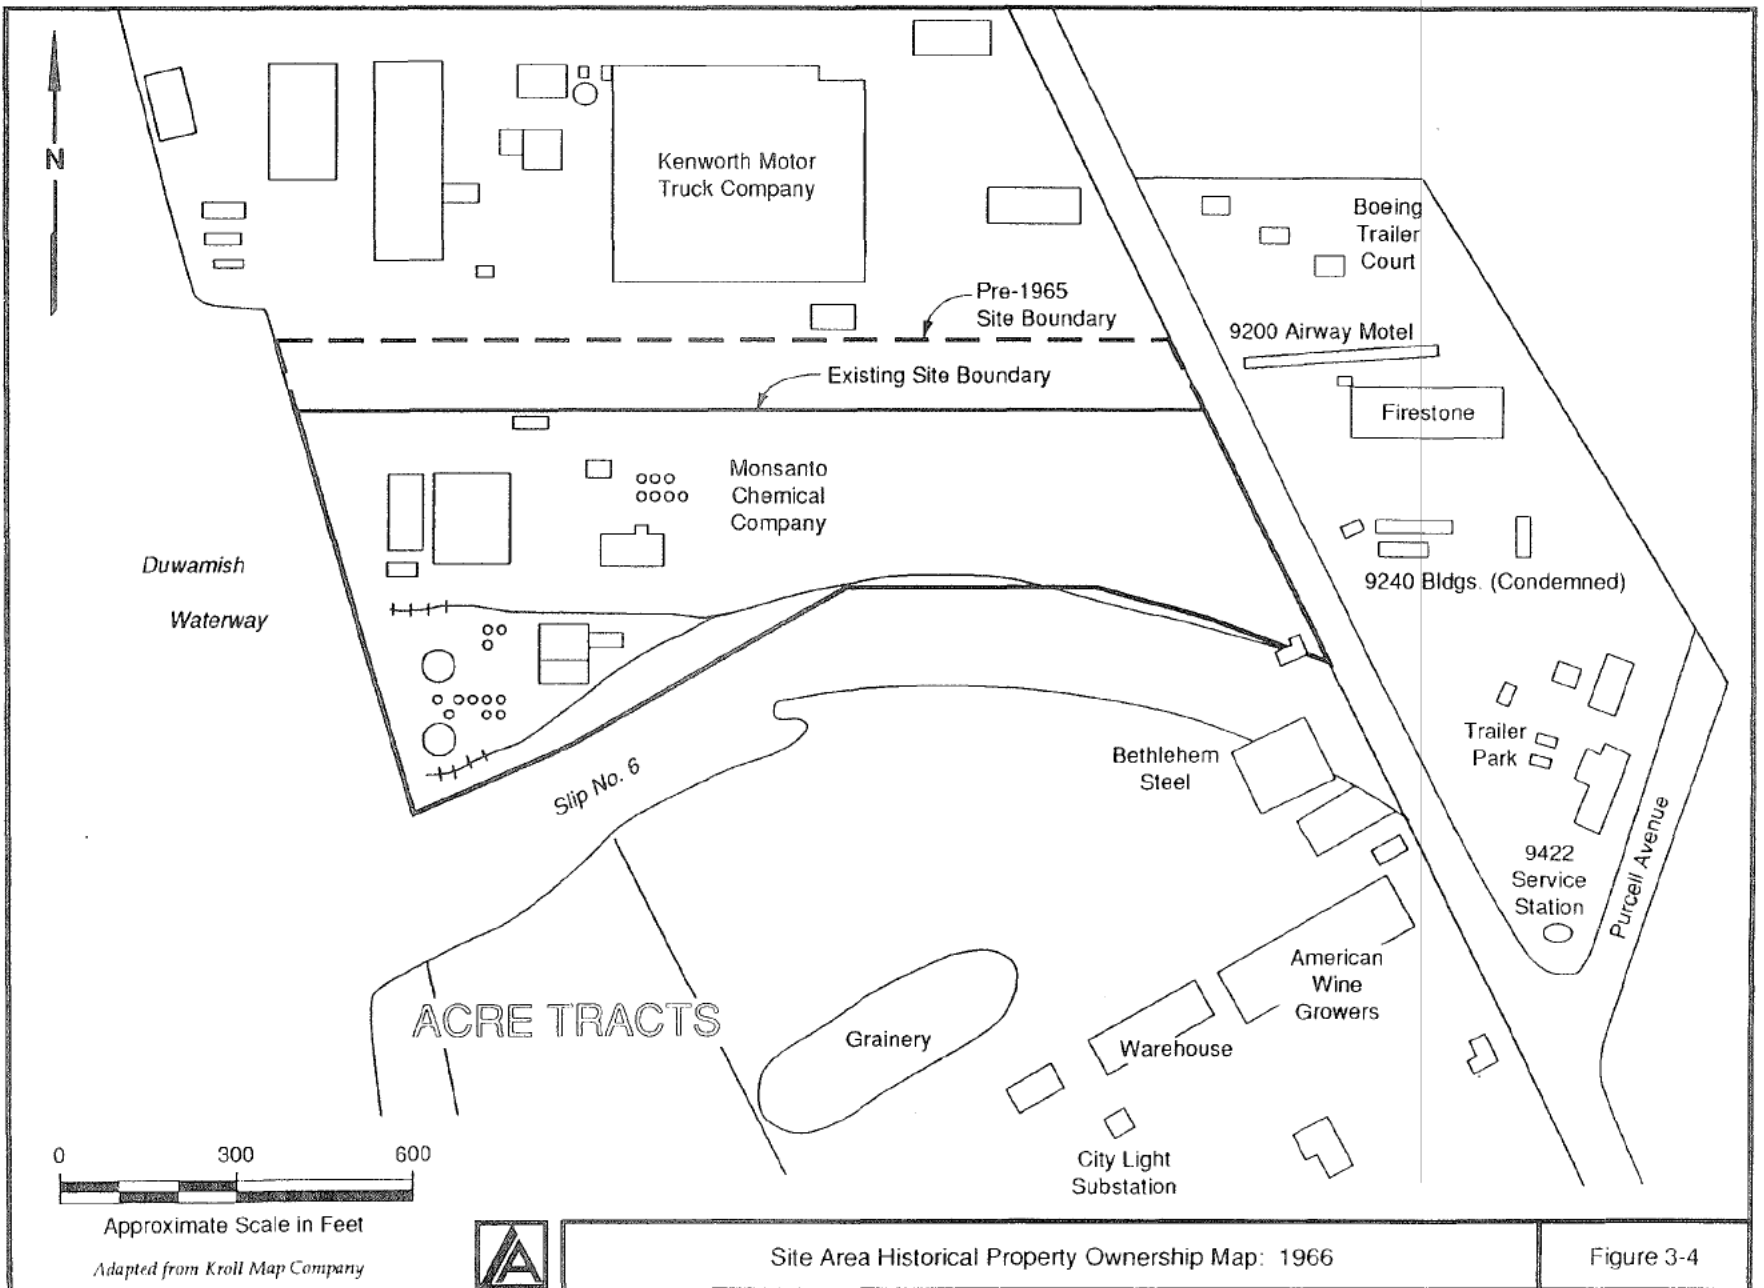 N
Kenworth Motor
Truck Company
Boeing
Trailer
Court
Pre-1965
Site Boundary
9200 Airway Motel
Existing Site Boundary
Firestone
Monsanto
Chemical
Company
Duwamish
Waterway
9240 Bldgs. (Condemned)
Trailer
Park
Bethlehem
Steel
Slip No. 6
Purcell Avenue
9422
Service
Station
American
Wine
Growers
ACRE TRACTS
Grainery
Warehouse
City Light
Substation
0 300 600
Approximate Scale in Feet
Adapted from Kroll Map Company
Site Area Historical Property Ownership Map: 1966
Figure 3-4